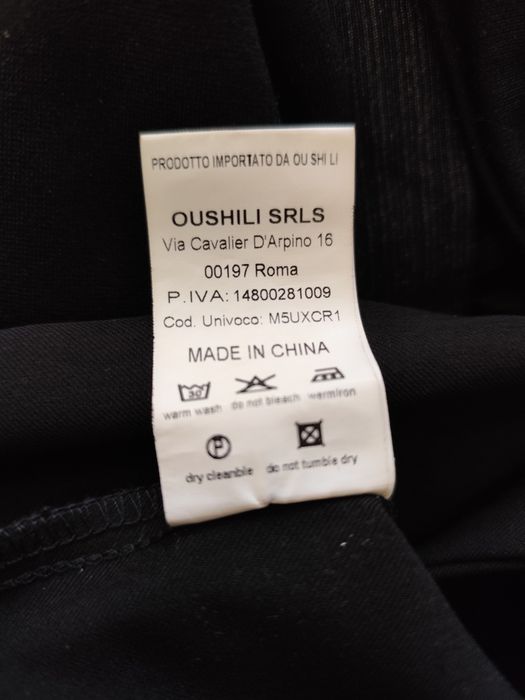 PRODOTTO IMPORTATO DA OU SHI LI
OUSHILI SRLS
Via Cavalier D'Arpino 16
00197 Roma
P.IVA: 14800281009
Cod. Univoco: M5UXCR1
MADE IN CHINA
30
warm wash do not bleach warmiron
P
dry cleanble do not tumble dry